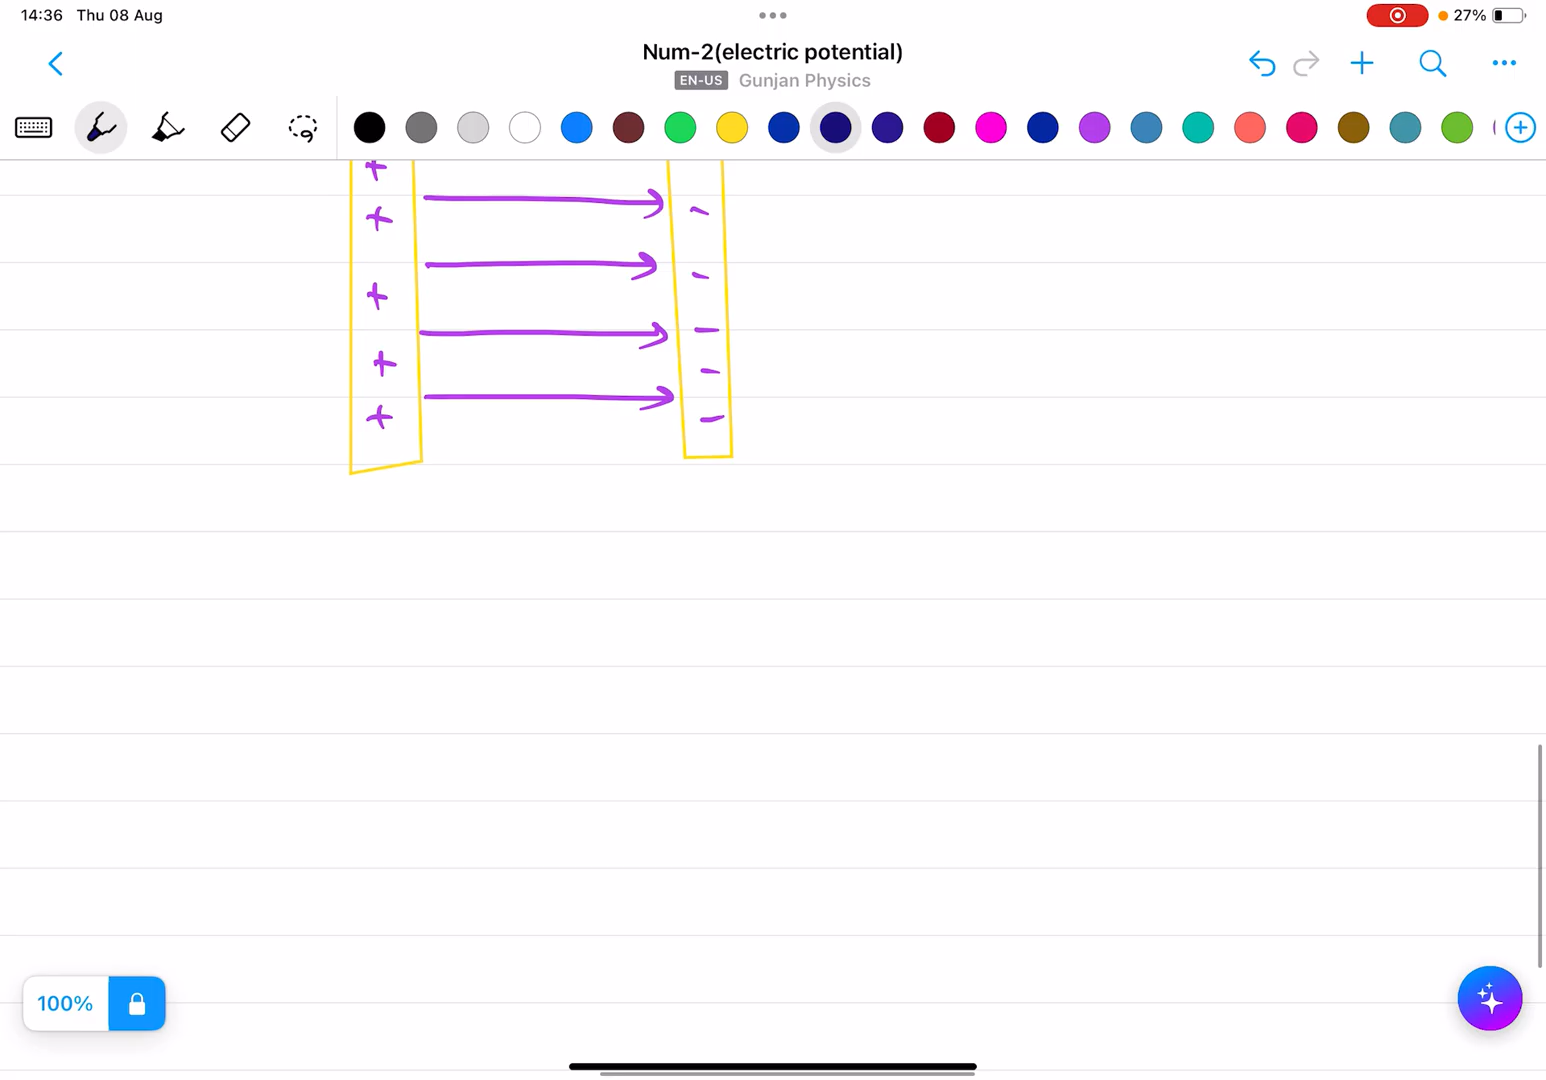 14:36 Thu 08 Aug
27%
Num-2(electric potential)
EN-US Gunjan Physics
+
+ -
+ -
+ -
+ -
-
100%